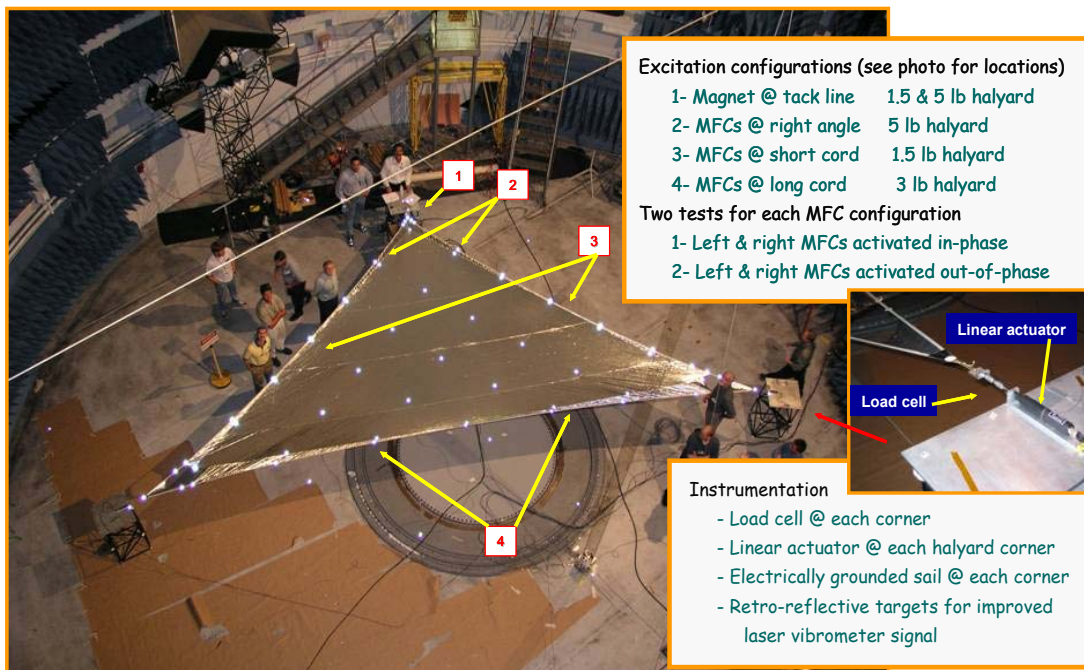 Excitation configurations (see photo for locations)
1- Magnet @ tack line 1.5 & 5 lb halyard
2- MFCs @ right angle 5 lb halyard
3- MFCs @ short cord 1.5 lb halyard
4- MFCs @ long cord 3 lb halyard
Two tests for each MFC configuration
1- Left & right MFCs activated in-phase
2- Left & right MFCs activated out-of-phase
1
2
3
4
Linear actuator
Load cell
Instrumentation
- Load cell @ each corner
- Linear actuator @ each halyard corner
- Electrically grounded sail @ each corner
- Retro-reflective targets for improved
laser vibrometer signal